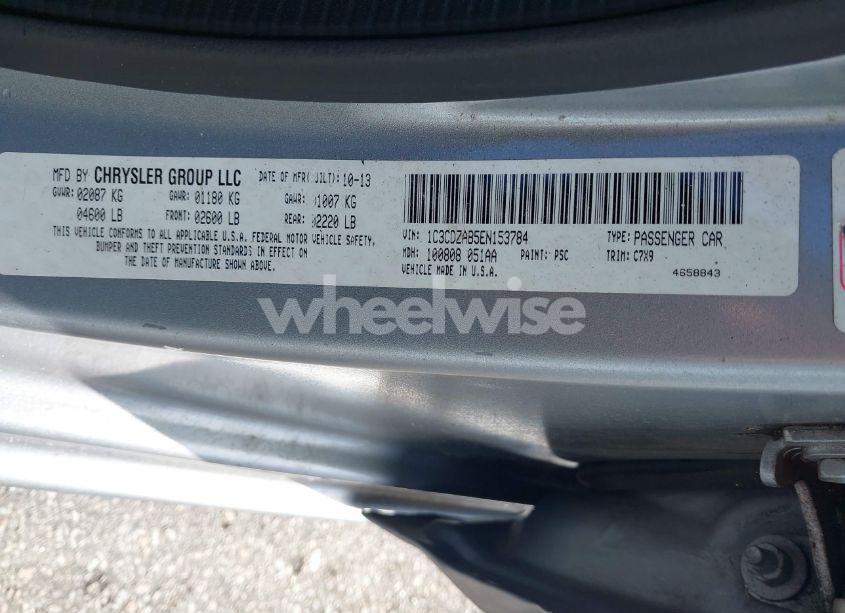 MFD BY CHRYSLER GROUP LLC DATE OF MFR( JILT):10-13
GVWR: 02087 KG GAWR: 01180 KG GAWR: 01007 KG
04600 LB FRONT: 02600 LB REAR: 02220 LB
THIS VEHICLE CONFORMS TO ALL APPLICABLE U.S.A. FEDERAL MOTOR VEHICLE SAFETY,
BUMPER AND THEFT PREVENTION STANDARDS IN EFFECT ON
THE DATE OF MANUFACTURE SHOWN ABOVE.
VIN: 1C3CDZAB5EN153784 TYPE: PASSENGER CAR
MDH: 100808 051AA PAINT: PSC TRIM: C7X9
VEHICLE MADE IN U.S.A. 4658843
wheelwise